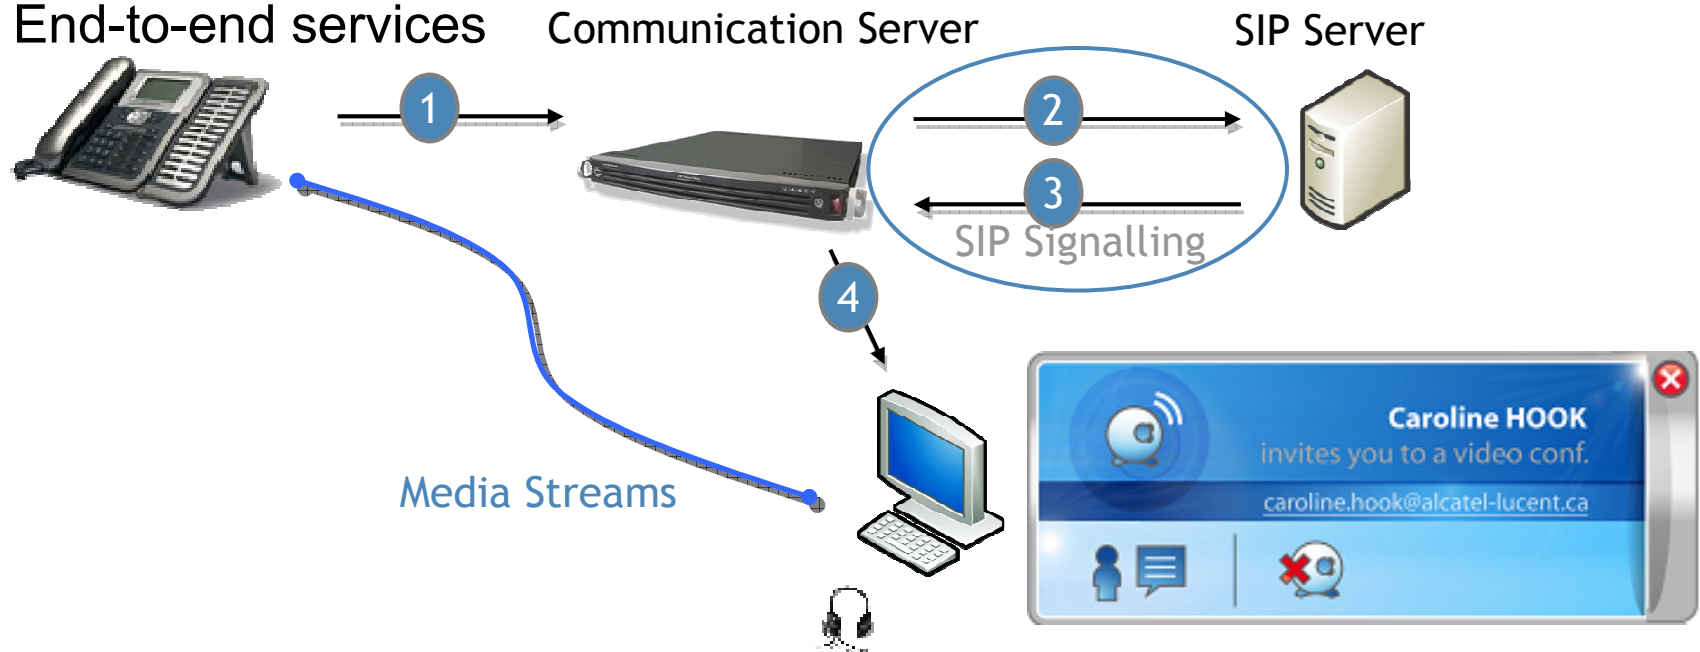 End-to-end services
Communication Server
SIP Server
1
2
3
SIP Signalling
4
Media Streams
Caroline HOOK
invites you to a video conf.
caroline.hook@alcatel-lucent.ca